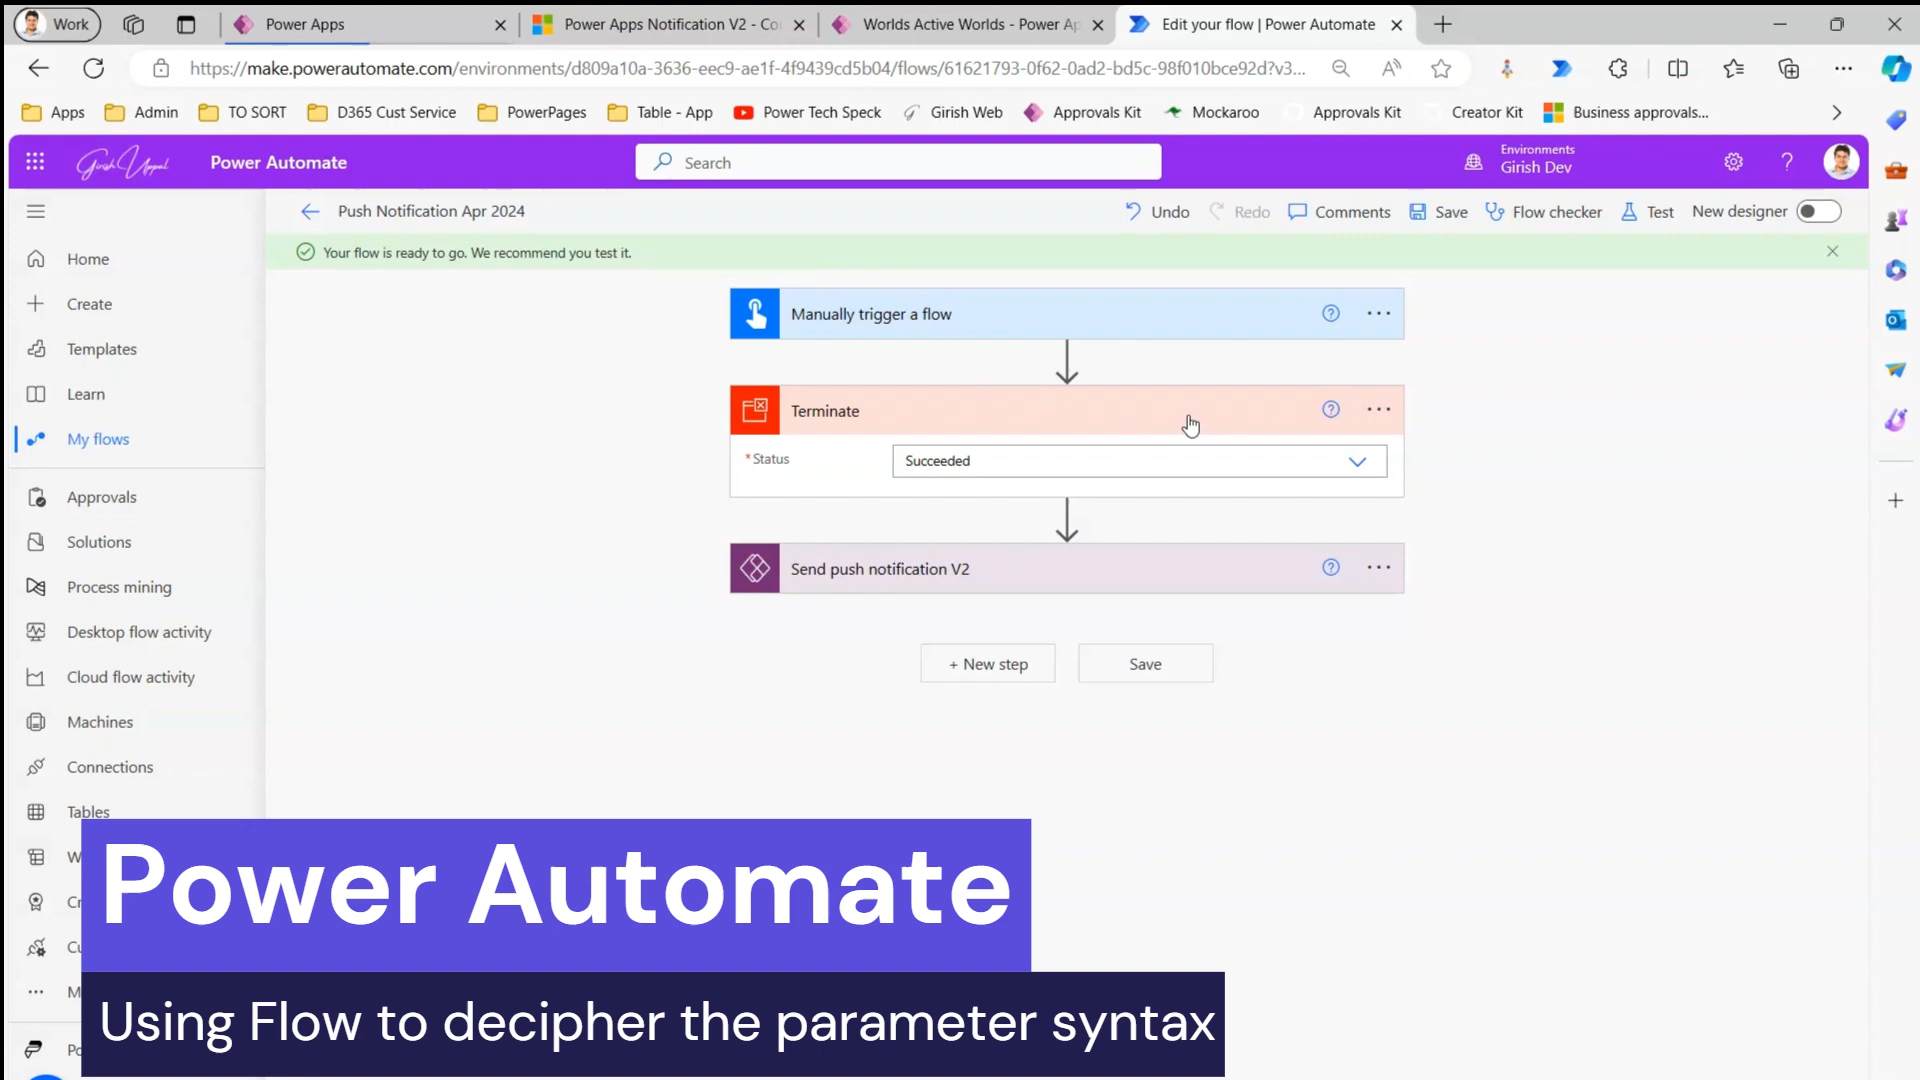 Work
Power Apps
Power Apps Notification V2 - Co
Worlds Active Worlds - Power Ap
Edit your flow | Power Automate
https://make.powerautomate.com/environments/d809a10a-3636-eec9-ae1f-4f9439cd5b04/flows/61621793-0f62-0ad2-bd5c-98f010bce92d?v3...
Apps
Admin
TO SORT
D365 Cust Service
PowerPages
Table - App
Power Tech Speck
Girish Web
Approvals Kit
Mockaroo
Approvals Kit
Creator Kit
Business approvals...
Girish Uppal
Power Automate
Search
Environments
Girish Dev
Push Notification Apr 2024
Undo
Redo
Comments
Save
Flow checker
Test
New designer
Your flow is ready to go. We recommend you test it.
Home
Create
Templates
Learn
My flows
Approvals
Solutions
Process mining
Desktop flow activity
Cloud flow activity
Machines
Connections
Tables
W
Cr
Cu
M
Po
Manually trigger a flow
Terminate
* Status
Succeeded
Send push notification V2
+ New step
Save
Power Automate
Using Flow to decipher the parameter syntax